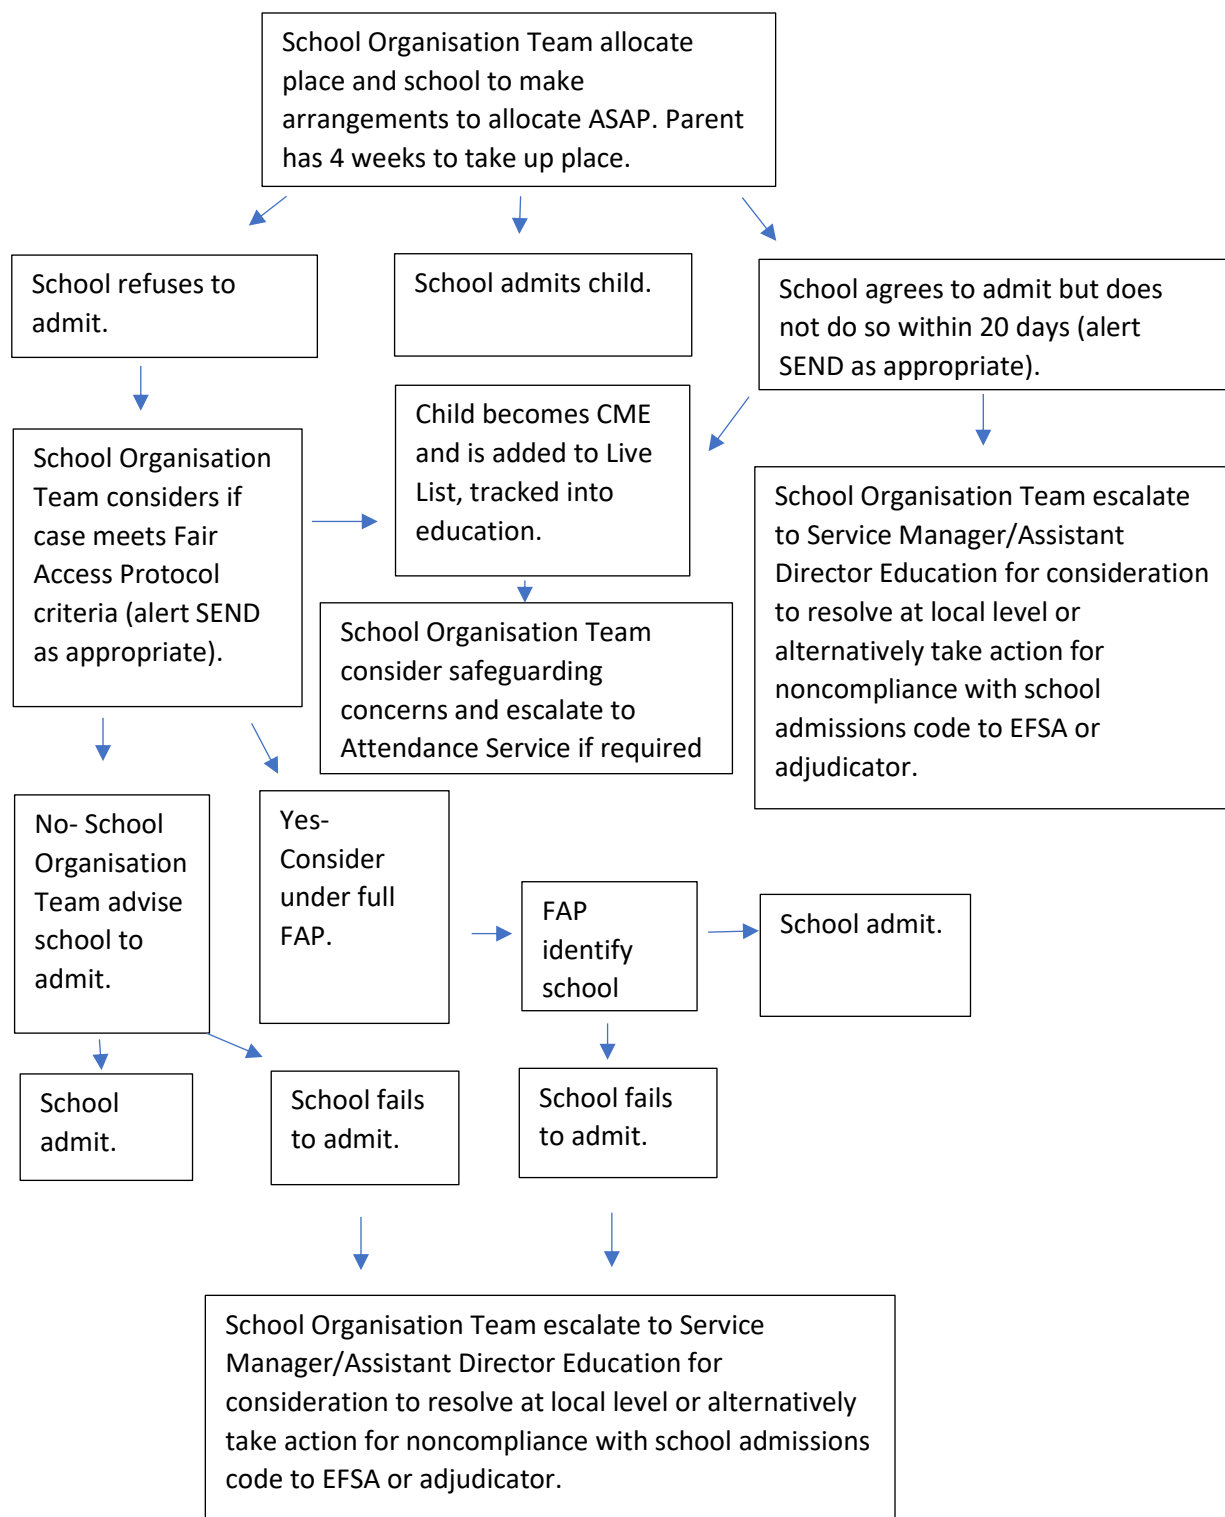 School Organisation Team allocate
place and school to make
arrangements to allocate ASAP. Parent
has 4 weeks to take up place.
School refuses to
admit.
School admits child.
School agrees to admit but does
not do so within 20 days (alert
SEND as appropriate).
School Organisation
Team considers if
case meets Fair
Access Protocol
criteria (alert SEND
as appropriate).
Child becomes CME
and is added to Live
List, tracked into
education.
School Organisation Team escalate
to Service Manager/Assistant
Director Education for consideration
to resolve at local level or
alternatively take action for
noncompliance with school
admissions code to EFSA or
adjudicator.
School Organisation Team
consider safeguarding
concerns and escalate to
Attendance Service if required
No- School
Organisation
Team advise
school to
admit.
Yes-
Consider
under full
FAP.
FAP
identify
school
School admit.
School
admit.
School fails
to admit.
School fails
to admit.
School Organisation Team escalate to Service
Manager/Assistant Director Education for
consideration to resolve at local level or alternatively
take action for noncompliance with school admissions
code to EFSA or adjudicator.